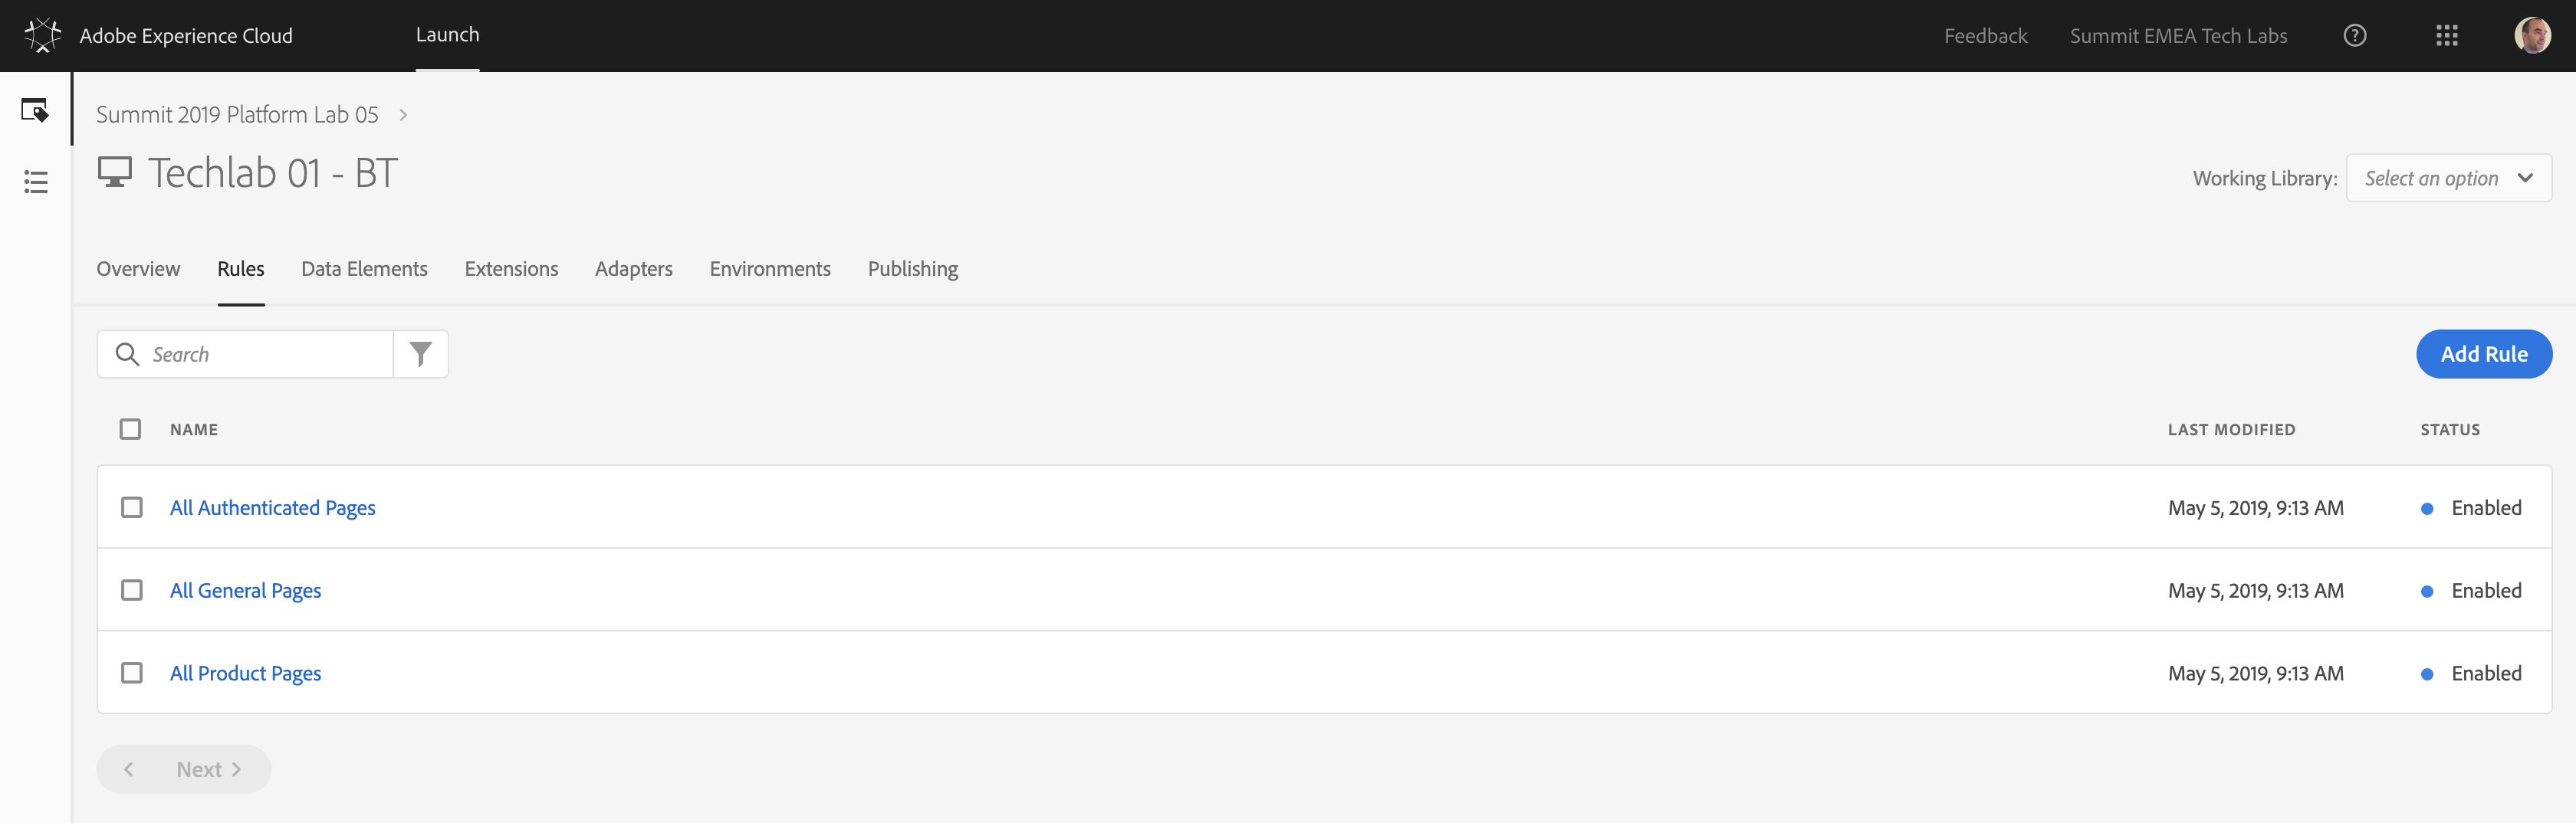 Adobe Experience Cloud Launch Feedback Summit EMEA Tech Labs
Summit 2019 Platform Lab 05
Techlab 01 - BT
Working Library: Select an option
Overview Rules Data Elements Extensions Adapters Environments Publishing
Search Add Rule
NAME LAST MODIFIED STATUS
All Authenticated Pages May 5, 2019, 9:13 AM Enabled
All General Pages May 5, 2019, 9:13 AM Enabled
All Product Pages May 5, 2019, 9:13 AM Enabled
Next